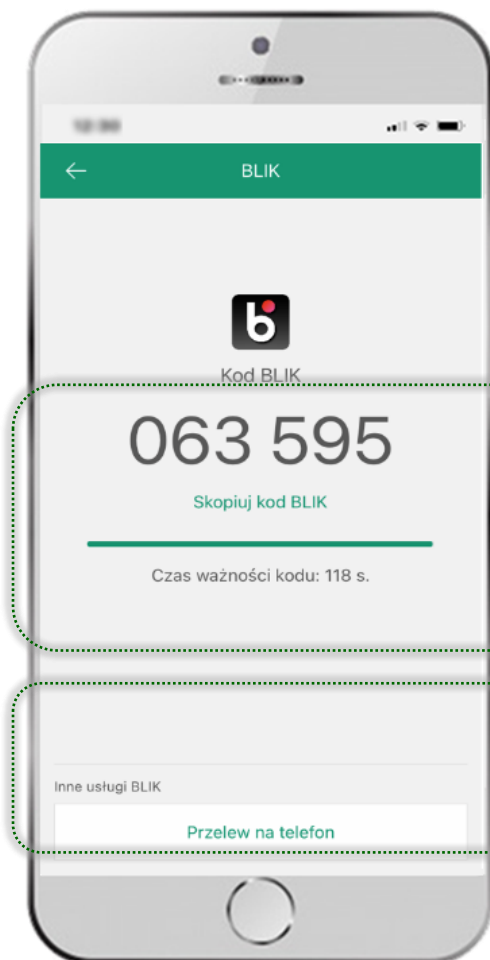 BLIK
b
Kod BLIK
063 595
Skopiuj kod BLIK
Czas ważności kodu: 118 s.
Inne usługi BLIK
Przelew na telefon